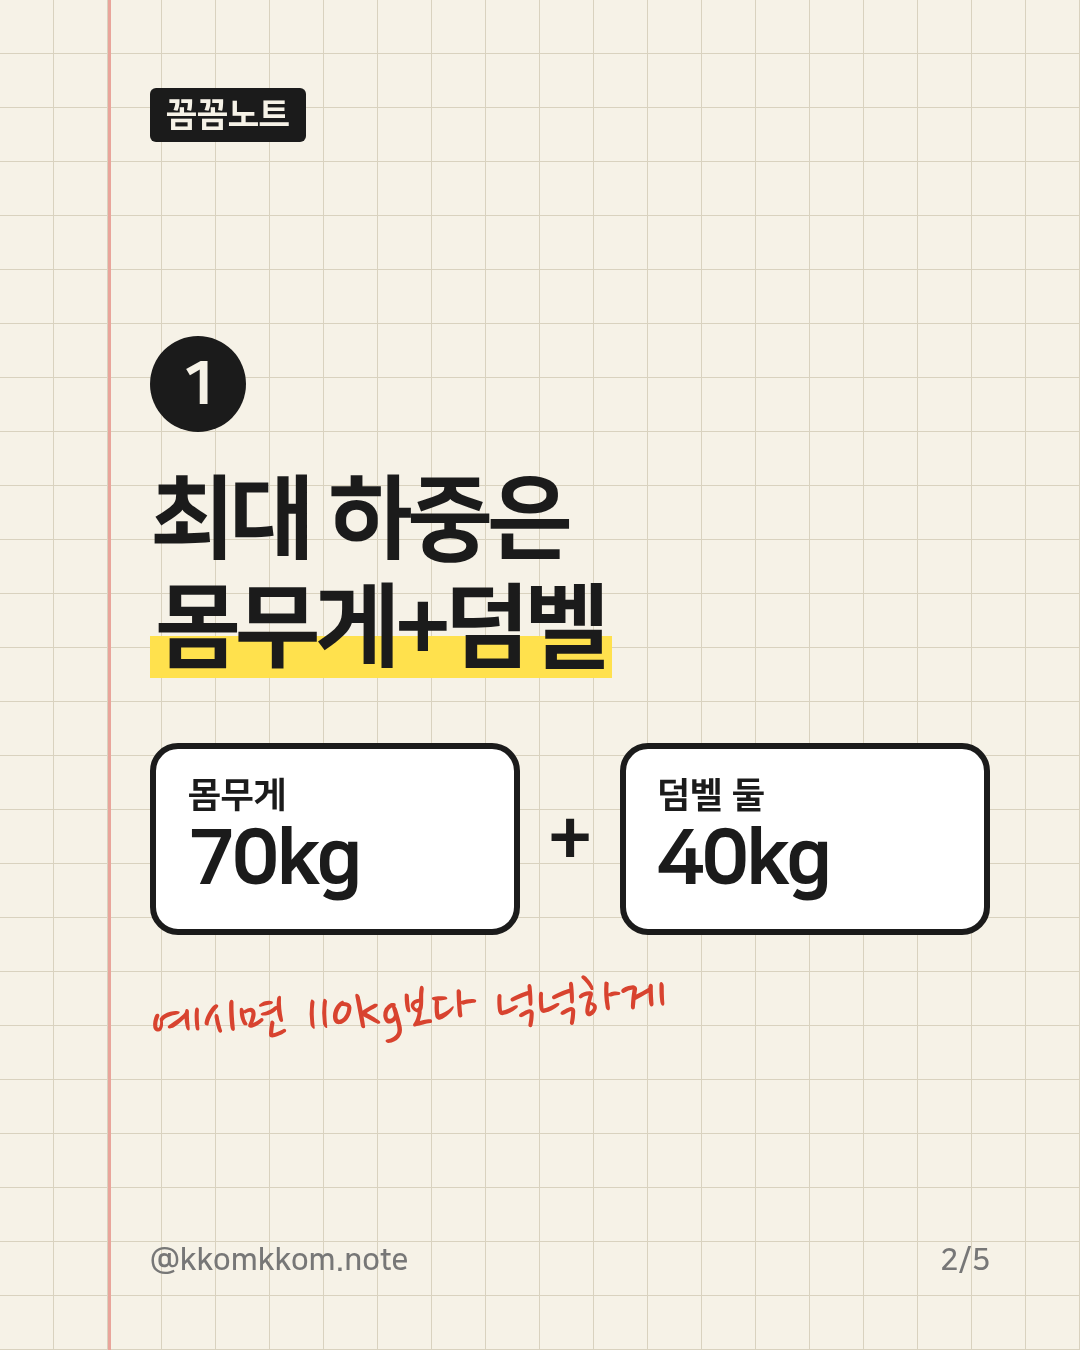 꼼꼼노트
1
최대 하중은
몸무게+덤벨
몸무게
70kg
+
덤벨 둘
40kg
예시면 110kg보다 넉넉하게
@kkomkkom.note
2/5